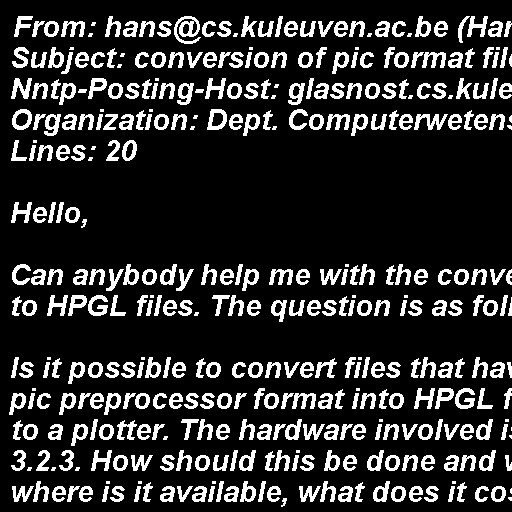 From: hans@cs.kuleuven.ac.be (Han
Subject: conversion of pic format file
Nntp-Posting-Host: glasnost.cs.kule
Organization: Dept. Computerwetens
Lines: 20

Hello,

Can anybody help me with the conve
to HPGL files. The question is as foll

Is it possible to convert files that hav
pic preprocessor format into HPGL f
to a plotter. The hardware involved is
3.2.3. How should this be done and w
where is it available, what does it cos